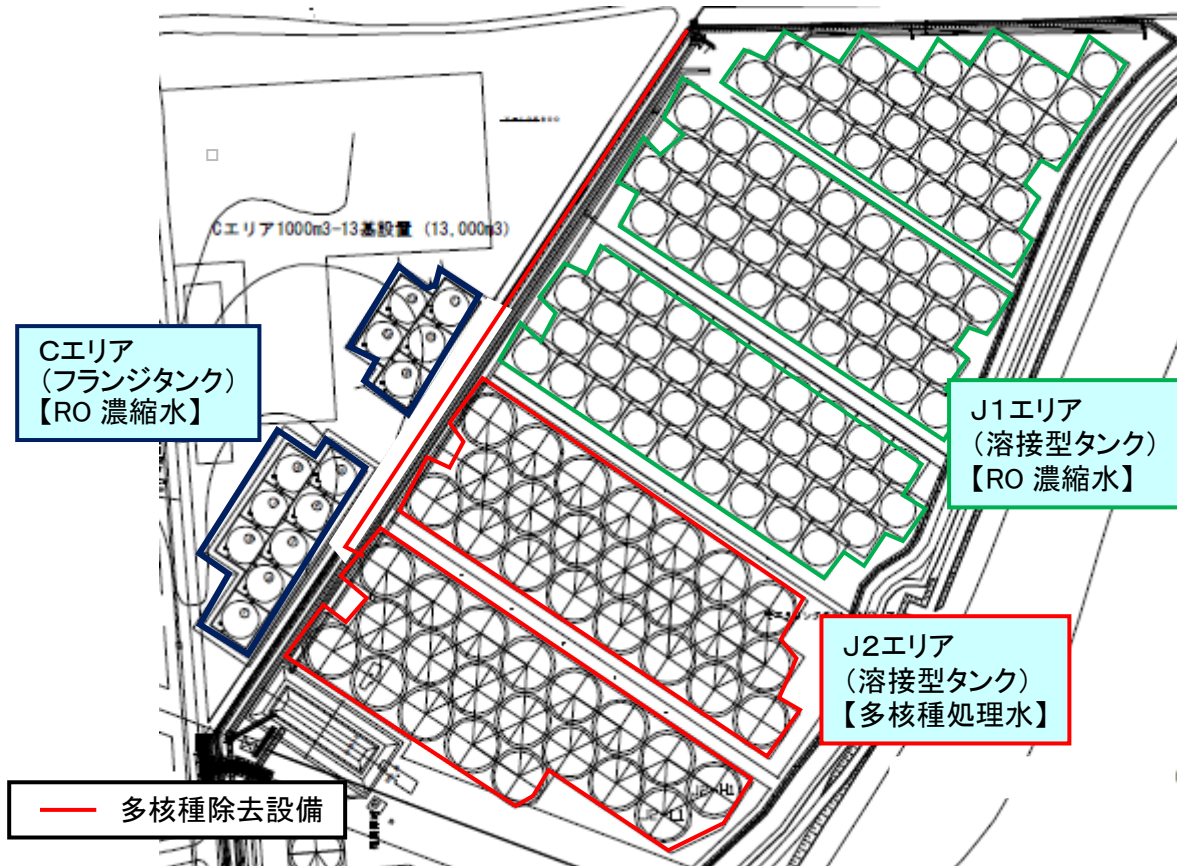 Cエリア1000m3-13基設置 (13,000m3)
Cエリア
(フランジタンク)
【RO 濃縮水】
J1エリア
(溶接型タンク)
【RO 濃縮水】
J2エリア
(溶接型タンク)
【多核種処理水】
多核種除去設備